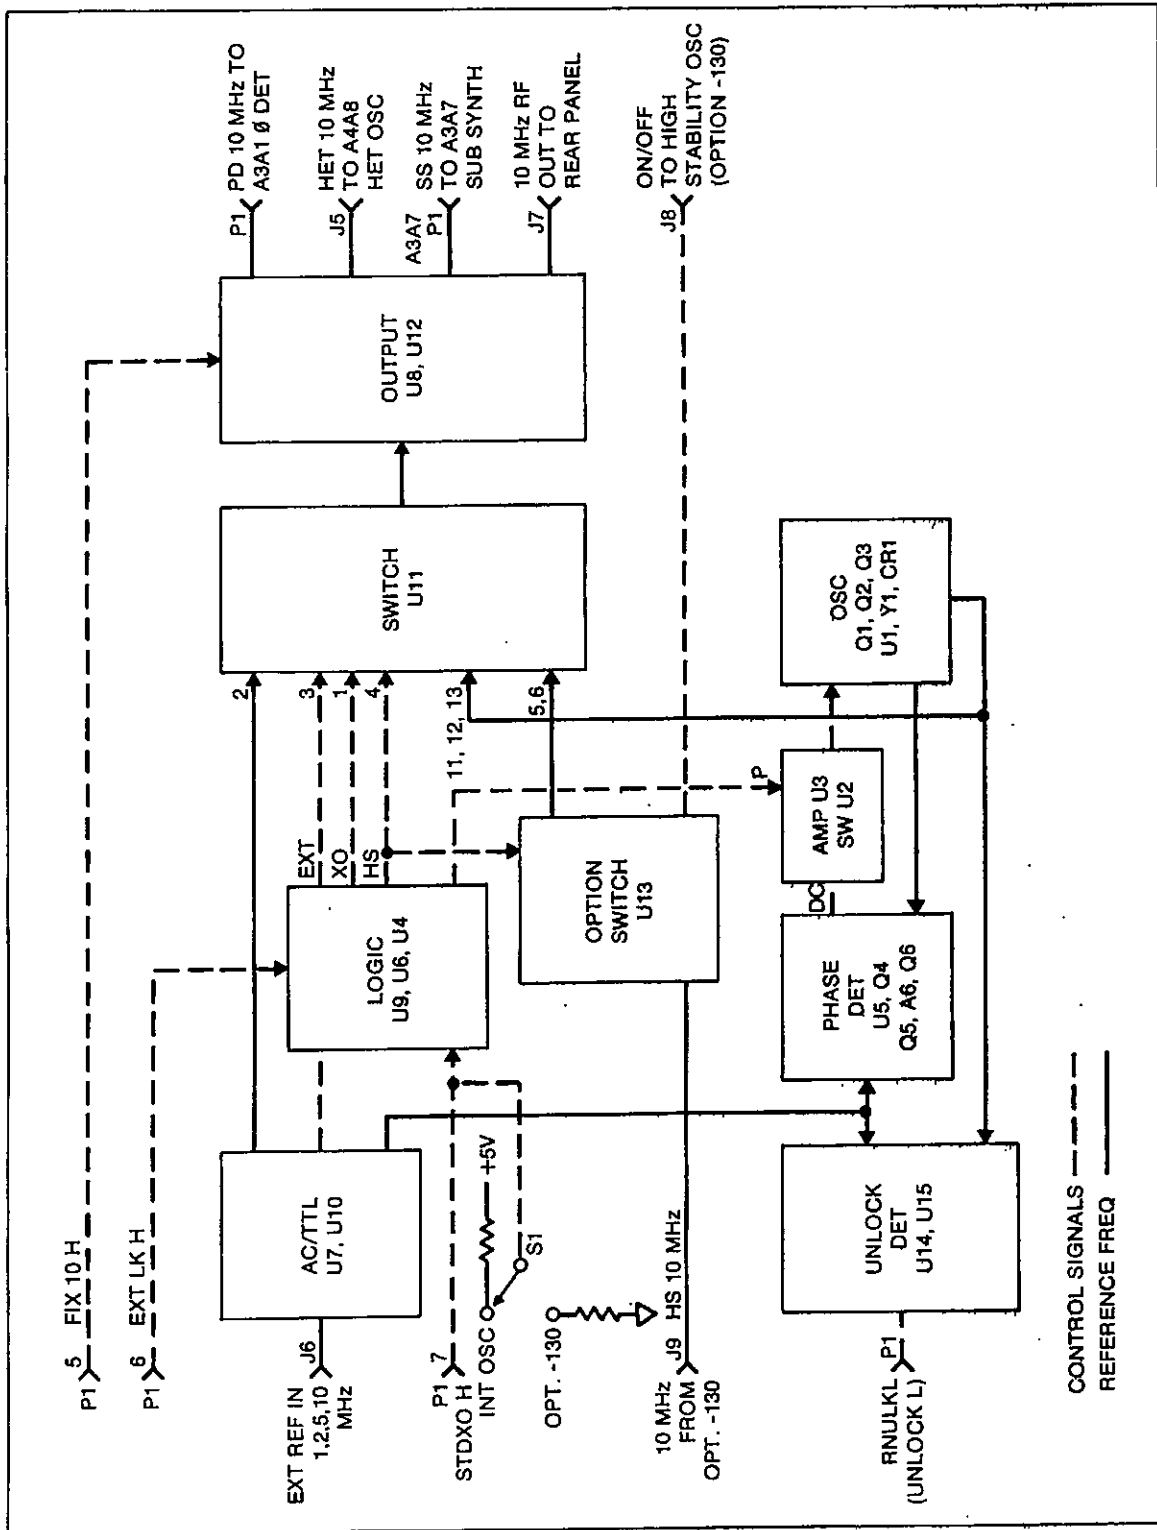 P1 5 FIX 10 H
P1 6 EXT LK H
EXT REF IN
1,2,5,10
MHz
J6
AC/TTL
U7, U10
P1 7
STDXO H
INT OSC
+5V
S1
OPT. -130
10 MHz
FROM
OPT. -130
J9 HS 10 MHz
RNULKL
(UNLOCK L)
P1
UNLOCK
DET
U14, U15
LOGIC
U9, U6, U4
EXT
XO
HS
OPTION
SWITCH
U13
PHASE
DET
U5, Q4
Q5, A6, Q6
DC
AMP U3
SW U2
P
OSC
Q1, Q2, Q3
U1, Y1, CR1
2
3
1
4
11, 12, 13
5,6
SWITCH
U11
OUTPUT
U8, U12
P1
PD 10 MHz TO
A3A1 Ø DET
J5
HET 10 MHz
TO A4A8
HET OSC
A3A7
P1
SS 10 MHz
TO A3A7
SUB SYNTH
J7
10 MHz RF
OUT TO
REAR PANEL
J8
ON/OFF
TO HIGH
STABILITY OSC
(OPTION -130)
CONTROL SIGNALS
REFERENCE FREQ